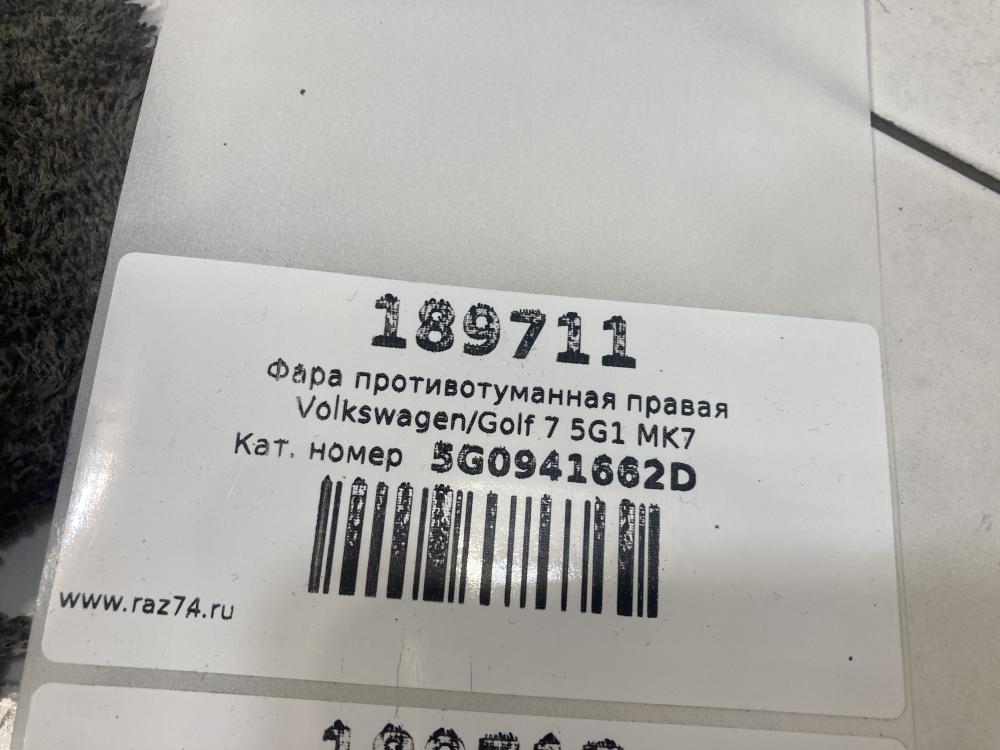 189711
Фара противотуманная правая
Volkswagen/Golf 7 5G1 MK7
Кат. номер 5G0941662D
www.raz74.ru